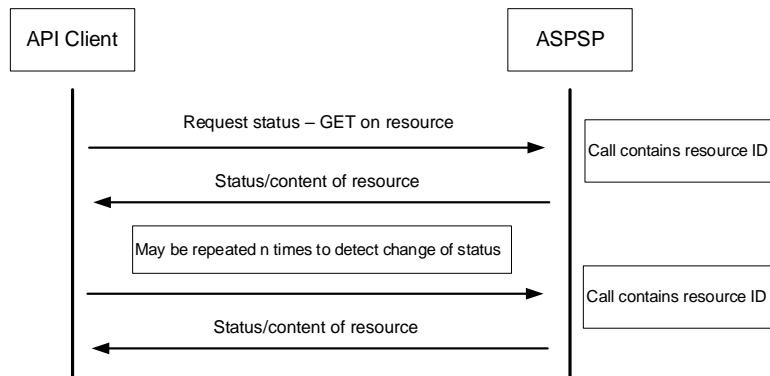 API Client
ASPSP
Request status – GET on resource
Call contains resource ID
Status/content of resource
May be repeated n times to detect change of status
Call contains resource ID
Status/content of resource